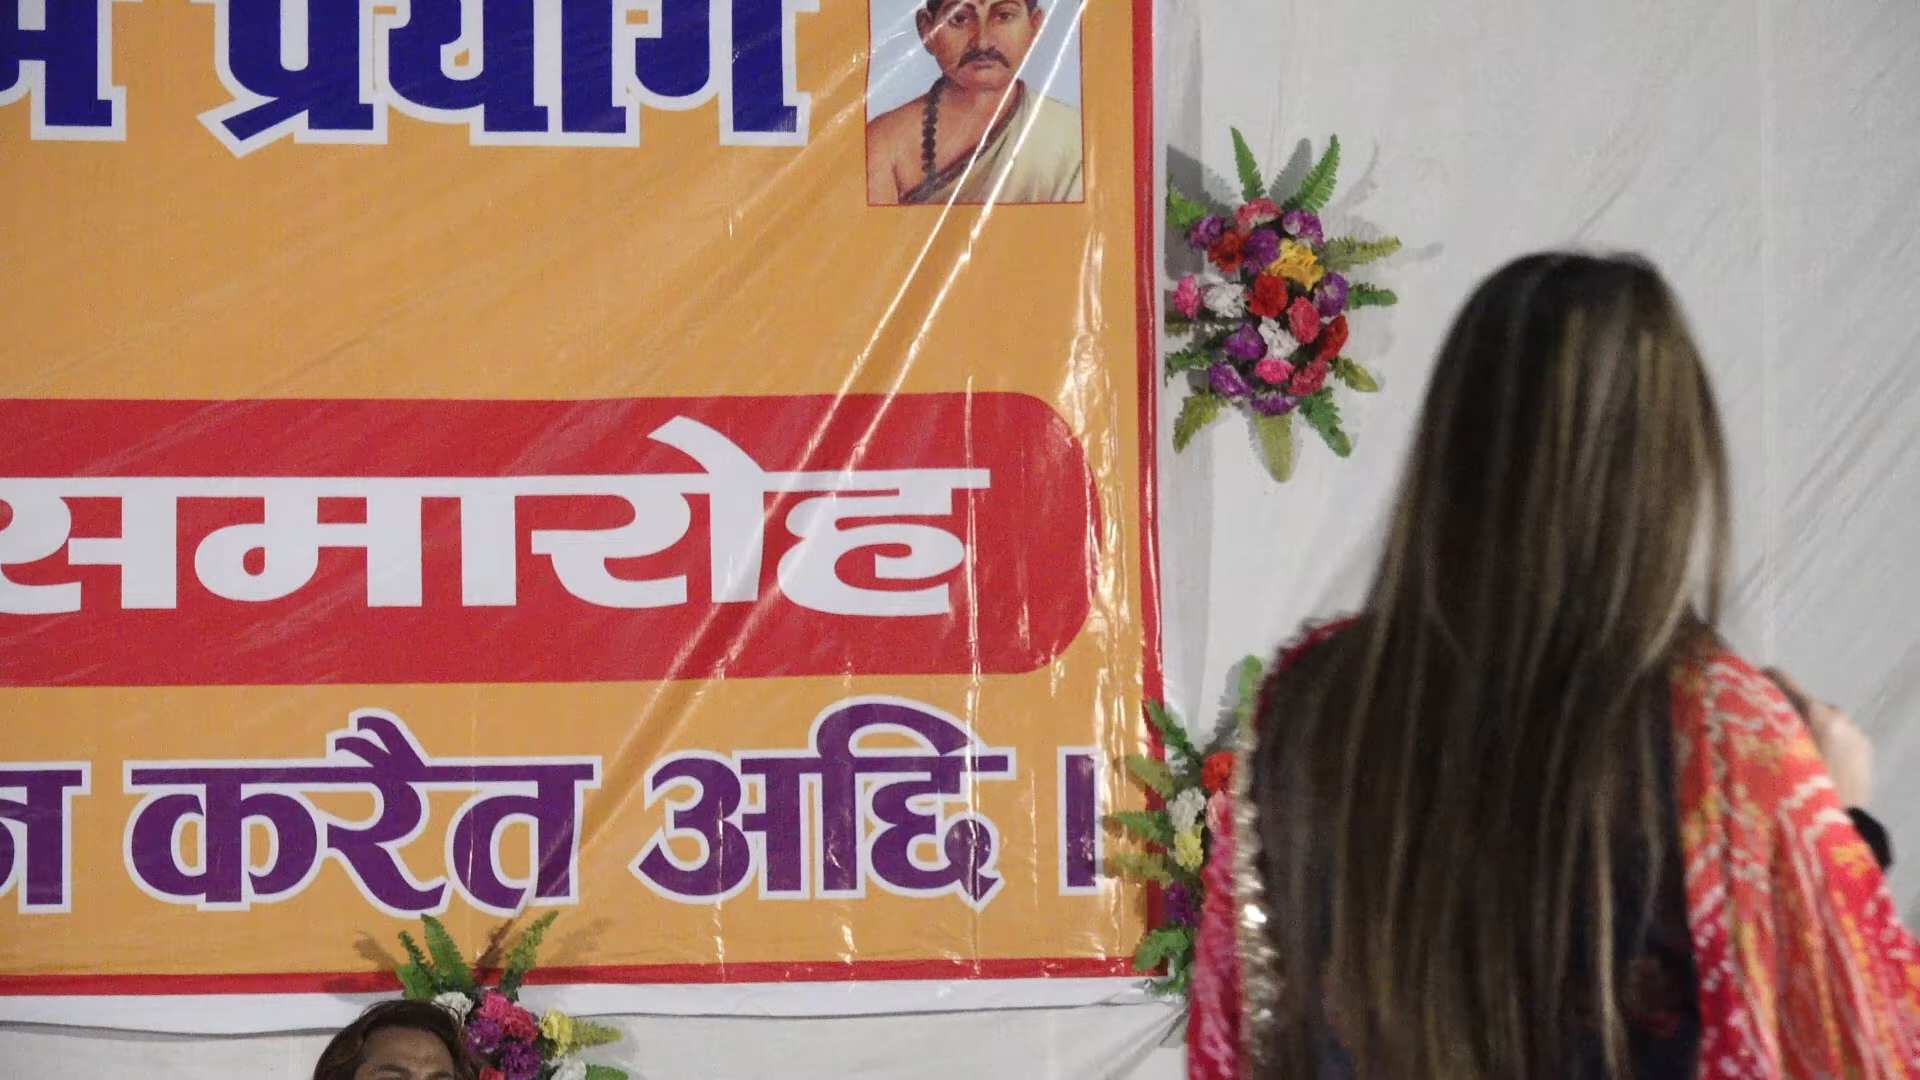 प्रयाग
समारोह
करैत अछि ।